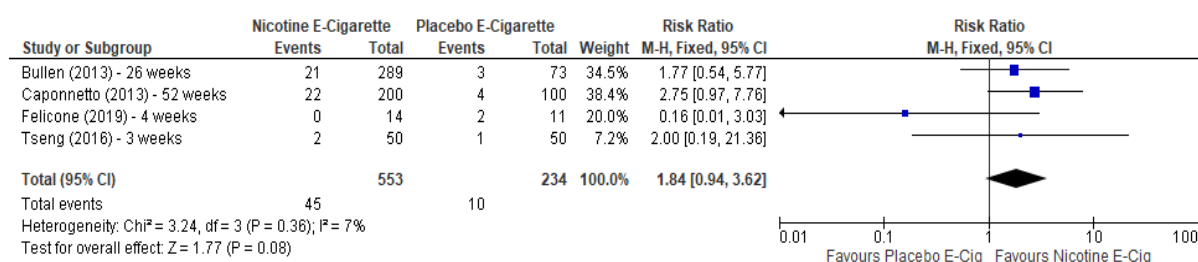 Nicotine E-Cigarette Placebo E-Cigarette Risk Ratio Risk Ratio
Study or Subgroup Events Total Events Total Weight M-H, Fixed, 95% CI M-H, Fixed, 95% CI
Bullen (2013) - 26 weeks 21 289 3 73 34.5% 1.77 [0.54, 5.77]
Caponnetto (2013) - 52 weeks 22 200 4 100 38.4% 2.75 [0.97, 7.76]
Felicone (2019) - 4 weeks 0 14 2 11 20.0% 0.16 [0.01, 3.03]
Tseng (2016) - 3 weeks 2 50 1 50 7.2% 2.00 [0.19, 21.36]
Total (95% CI) 553 234 100.0% 1.84 [0.94, 3.62]
Total events 45 10
Heterogeneity: Chi² = 3.24, df = 3 (P = 0.36); I² = 7%
Test for overall effect: Z = 1.77 (P = 0.08)
0.01 0.1 1 10 100
Favours Placebo E-Cig Favours Nicotine E-Cig